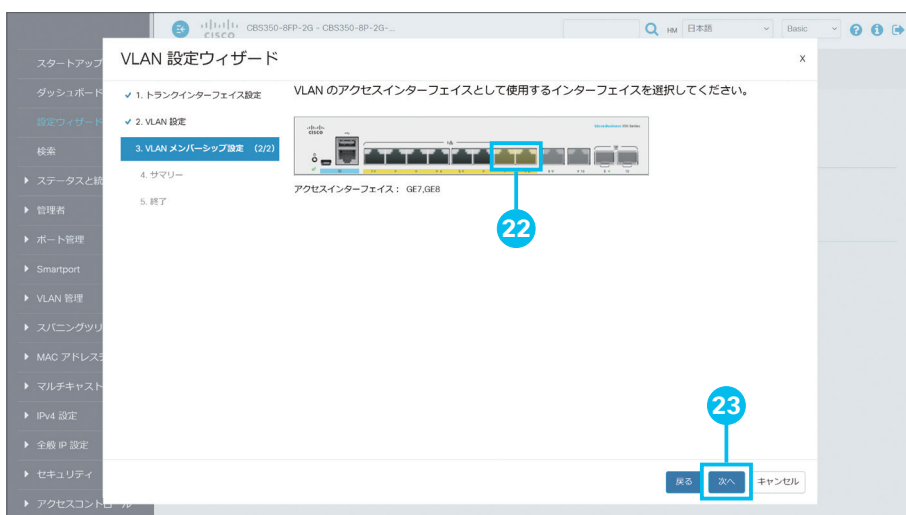 CISCO
CBS350-8FP-2G - CBS350-8P-2G-...
HM
日本語
Basic
スタートアップ
ダッシュボード
設定ウィザード
検索
ステータスと統
管理者
ポート管理
Smartport
VLAN 管理
スパニングツリ
MAC アドレステ
マルチキャスト
IPv4 設定
全般 IP 設定
セキュリティ
アクセスコントロール
VLAN 設定ウィザード
x
1. トランクインターフェイス設定
2. VLAN 設定
3. VLAN メンバーシップ設定 (2/2)
4. サマリー
5. 終了
VLAN のアクセスインターフェイスとして使用するインターフェイスを選択してください。
CISCO
アクセスインターフェイス： GE7,GE8
22
23
戻る
次へ
キャンセル